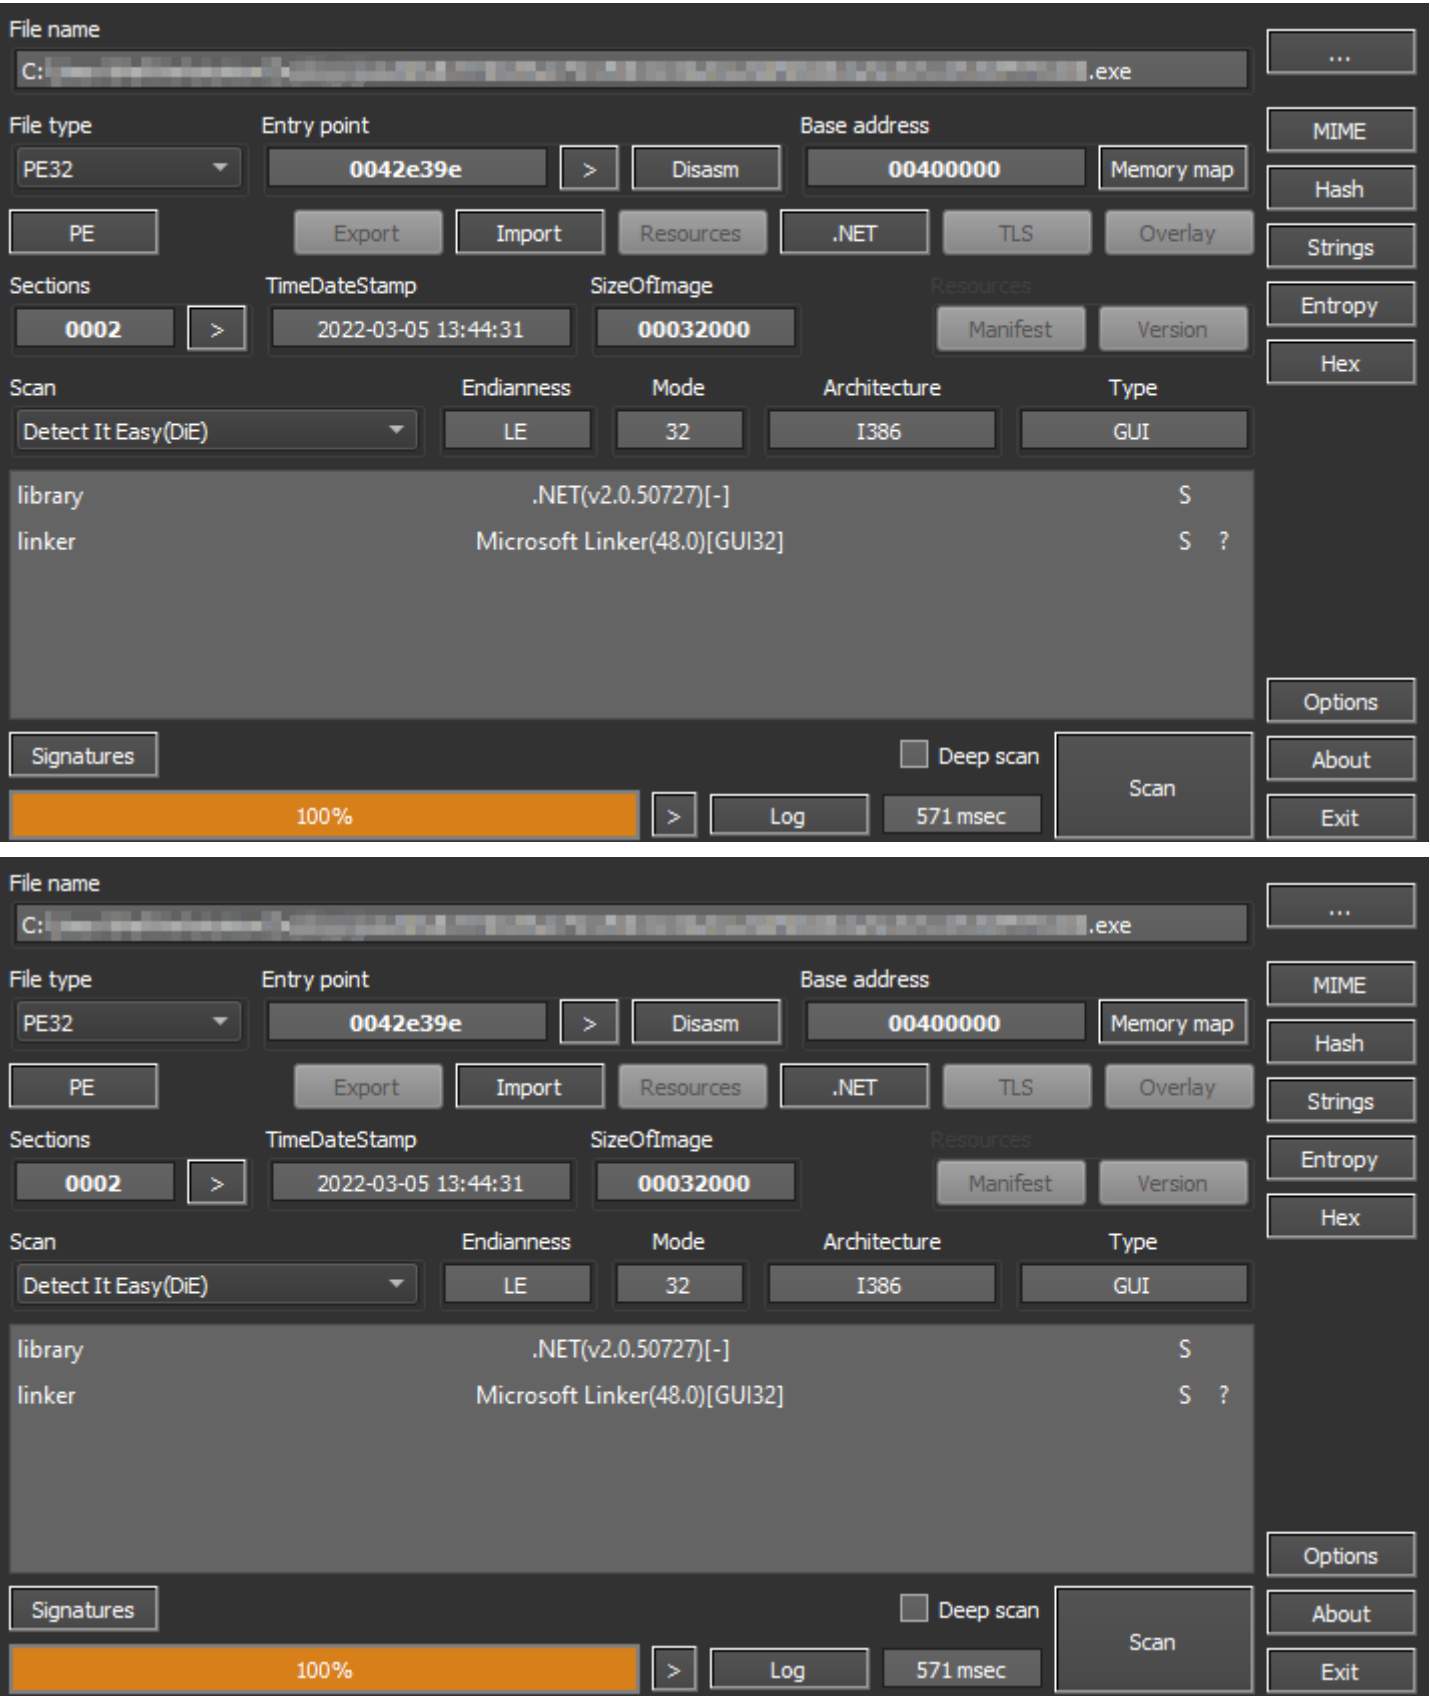 File name
C:
.exe
...
File type
Entry point
Base address
MIME
PE32
0042e39e
>
Disasm
00400000
Memory map
Hash
PE
Export
Import
Resources
.NET
TLS
Overlay
Strings
Sections
TimeDateStamp
SizeOfImage
Resources
Entropy
0002
>
2022-03-05 13:44:31
00032000
Manifest
Version
Hex
Scan
Endianness
Mode
Architecture
Type
Detect It Easy(DiE)
LE
32
I386
GUI
library
.NET(v2.0.50727)[-]
S
linker
Microsoft Linker(48.0)[GUI32]
S ?
Options
Signatures
Deep scan
Scan
About
100%
>
Log
571 msec
Exit
File name
C:
.exe
...
File type
Entry point
Base address
MIME
PE32
0042e39e
>
Disasm
00400000
Memory map
Hash
PE
Export
Import
Resources
.NET
TLS
Overlay
Strings
Sections
TimeDateStamp
SizeOfImage
Resources
Entropy
0002
>
2022-03-05 13:44:31
00032000
Manifest
Version
Hex
Scan
Endianness
Mode
Architecture
Type
Detect It Easy(DiE)
LE
32
I386
GUI
library
.NET(v2.0.50727)[-]
S
linker
Microsoft Linker(48.0)[GUI32]
S ?
Options
Signatures
Deep scan
Scan
About
100%
>
Log
571 msec
Exit